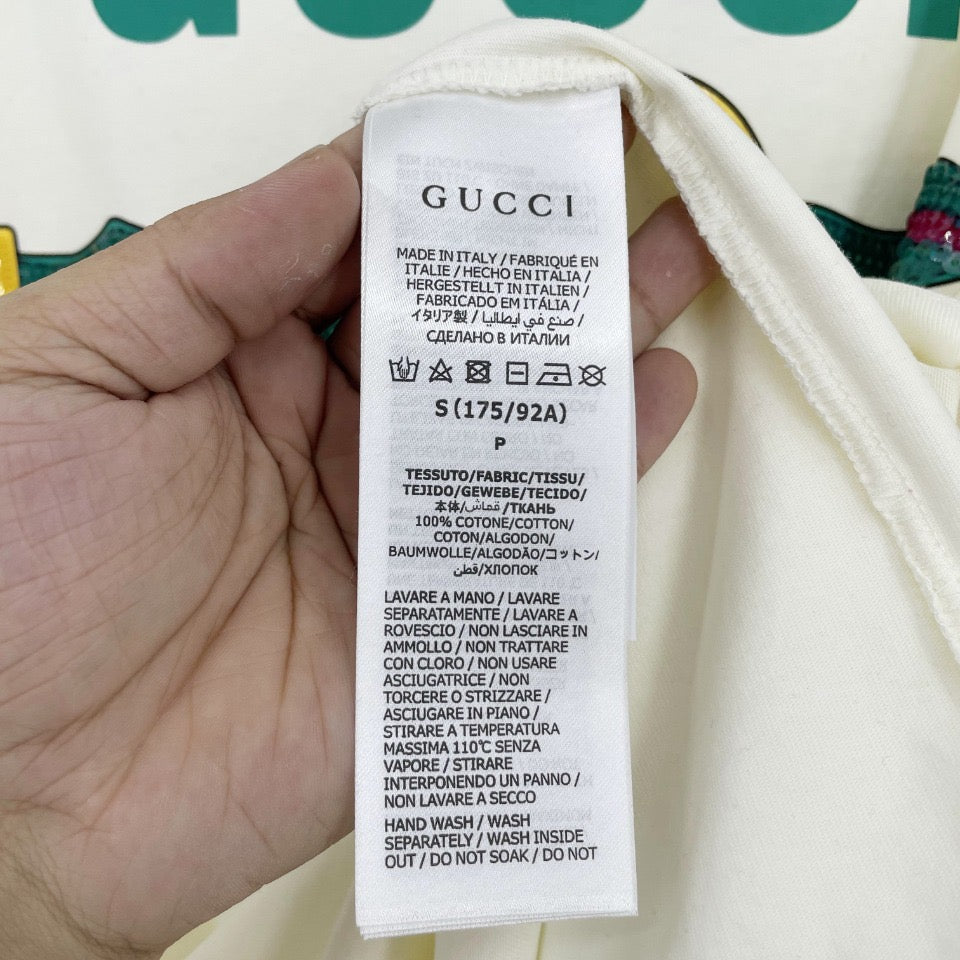 GUCCI
MADE IN ITALY / FABRIQUÉ EN
ITALIE / HECHO EN ITALIA /
HERGESTELLT IN ITALIEN /
FABRICADO EM ITÁLIA /
イタリア製 / صنع في ايطاليا /
СДЕЛАНО В ИТАЛИИ
S (175/92A)
P
TESSUTO/FABRIC/TISSU/
TEJIDO/GEWEBE/TECIDO/
本体/قماش/ТКАНЬ
100% COTONE/COTTON/
COTON/ALGODON/
BAUMWOLLE/ALGODÃO/コットン/
قطن/ХЛОПОК
LAVARE A MANO / LAVARE
SEPARATAMENTE / LAVARE A
ROVESCIO / NON LASCIARE IN
AMMOLLO / NON TRATTARE
CON CLORO / NON USARE
ASCIUGATRICE / NON
TORCERE O STRIZZARE /
ASCIUGARE IN PIANO /
STIRARE A TEMPERATURA
MASSIMA 110℃ SENZA
VAPORE / STIRARE
INTERPONENDO UN PANNO /
NON LAVARE A SECCO
HAND WASH / WASH
SEPARATELY / WASH INSIDE
OUT / DO NOT SOAK / DO NOT